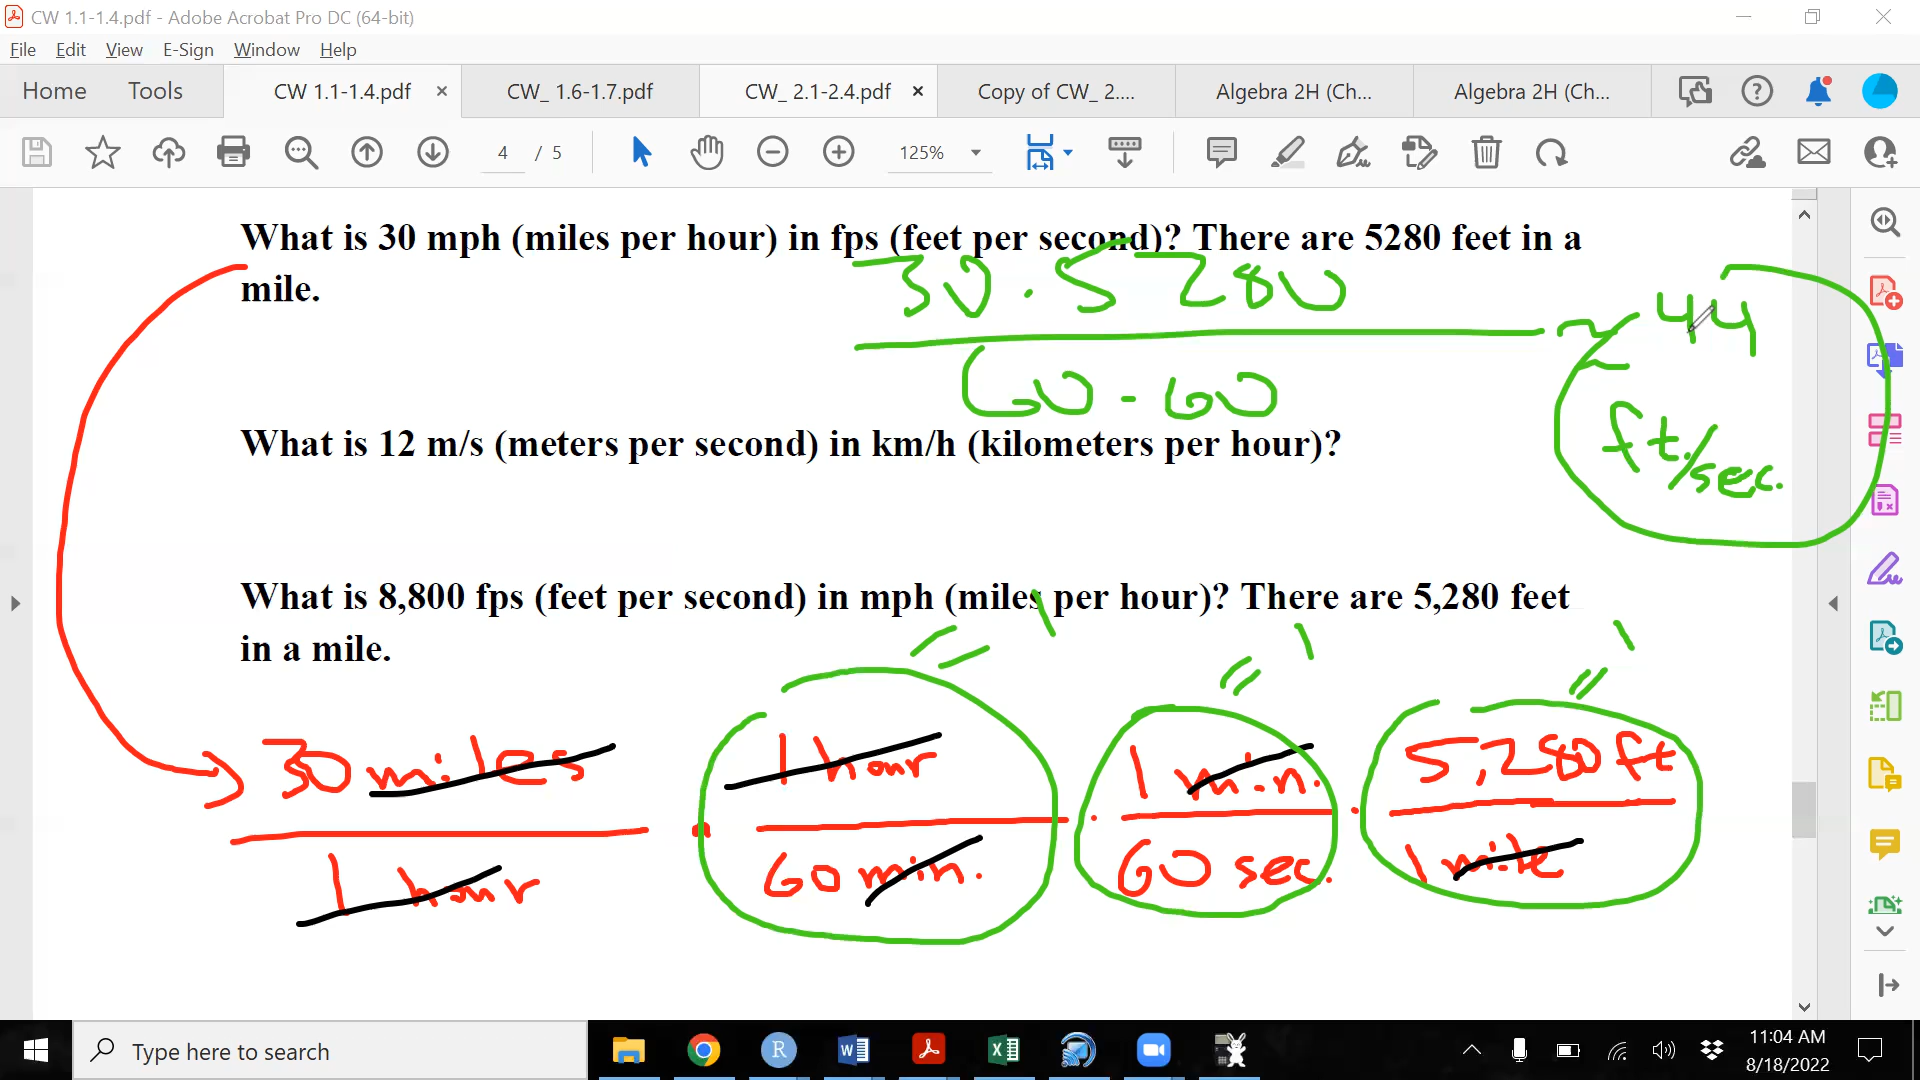 CW 1.1-1.4.pdf - Adobe Acrobat Pro DC (64-bit)
File Edit View E-Sign Window Help
Home Tools CW 1.1-1.4.pdf × CW_ 1.6-1.7.pdf CW_ 2.1-2.4.pdf × Copy of CW_ 2.... Algebra 2H (Ch... Algebra 2H (Ch...
4 / 5 125%
What is 30 mph (miles per hour) in fps (feet per second)? There are 5280 feet in a
mile.
30 · 5280
60 - 60
≈ 44
ft/sec.
What is 12 m/s (meters per second) in km/h (kilometers per hour)?
What is 8,800 fps (feet per second) in mph (miles per hour)? There are 5,280 feet
in a mile.
= 1 = 1 = 1
30 miles · 1 hour · 1 min. · 5,280 ft
1 hour 60 min. 60 sec. 1 mile
Type here to search
11:04 AM
8/18/2022